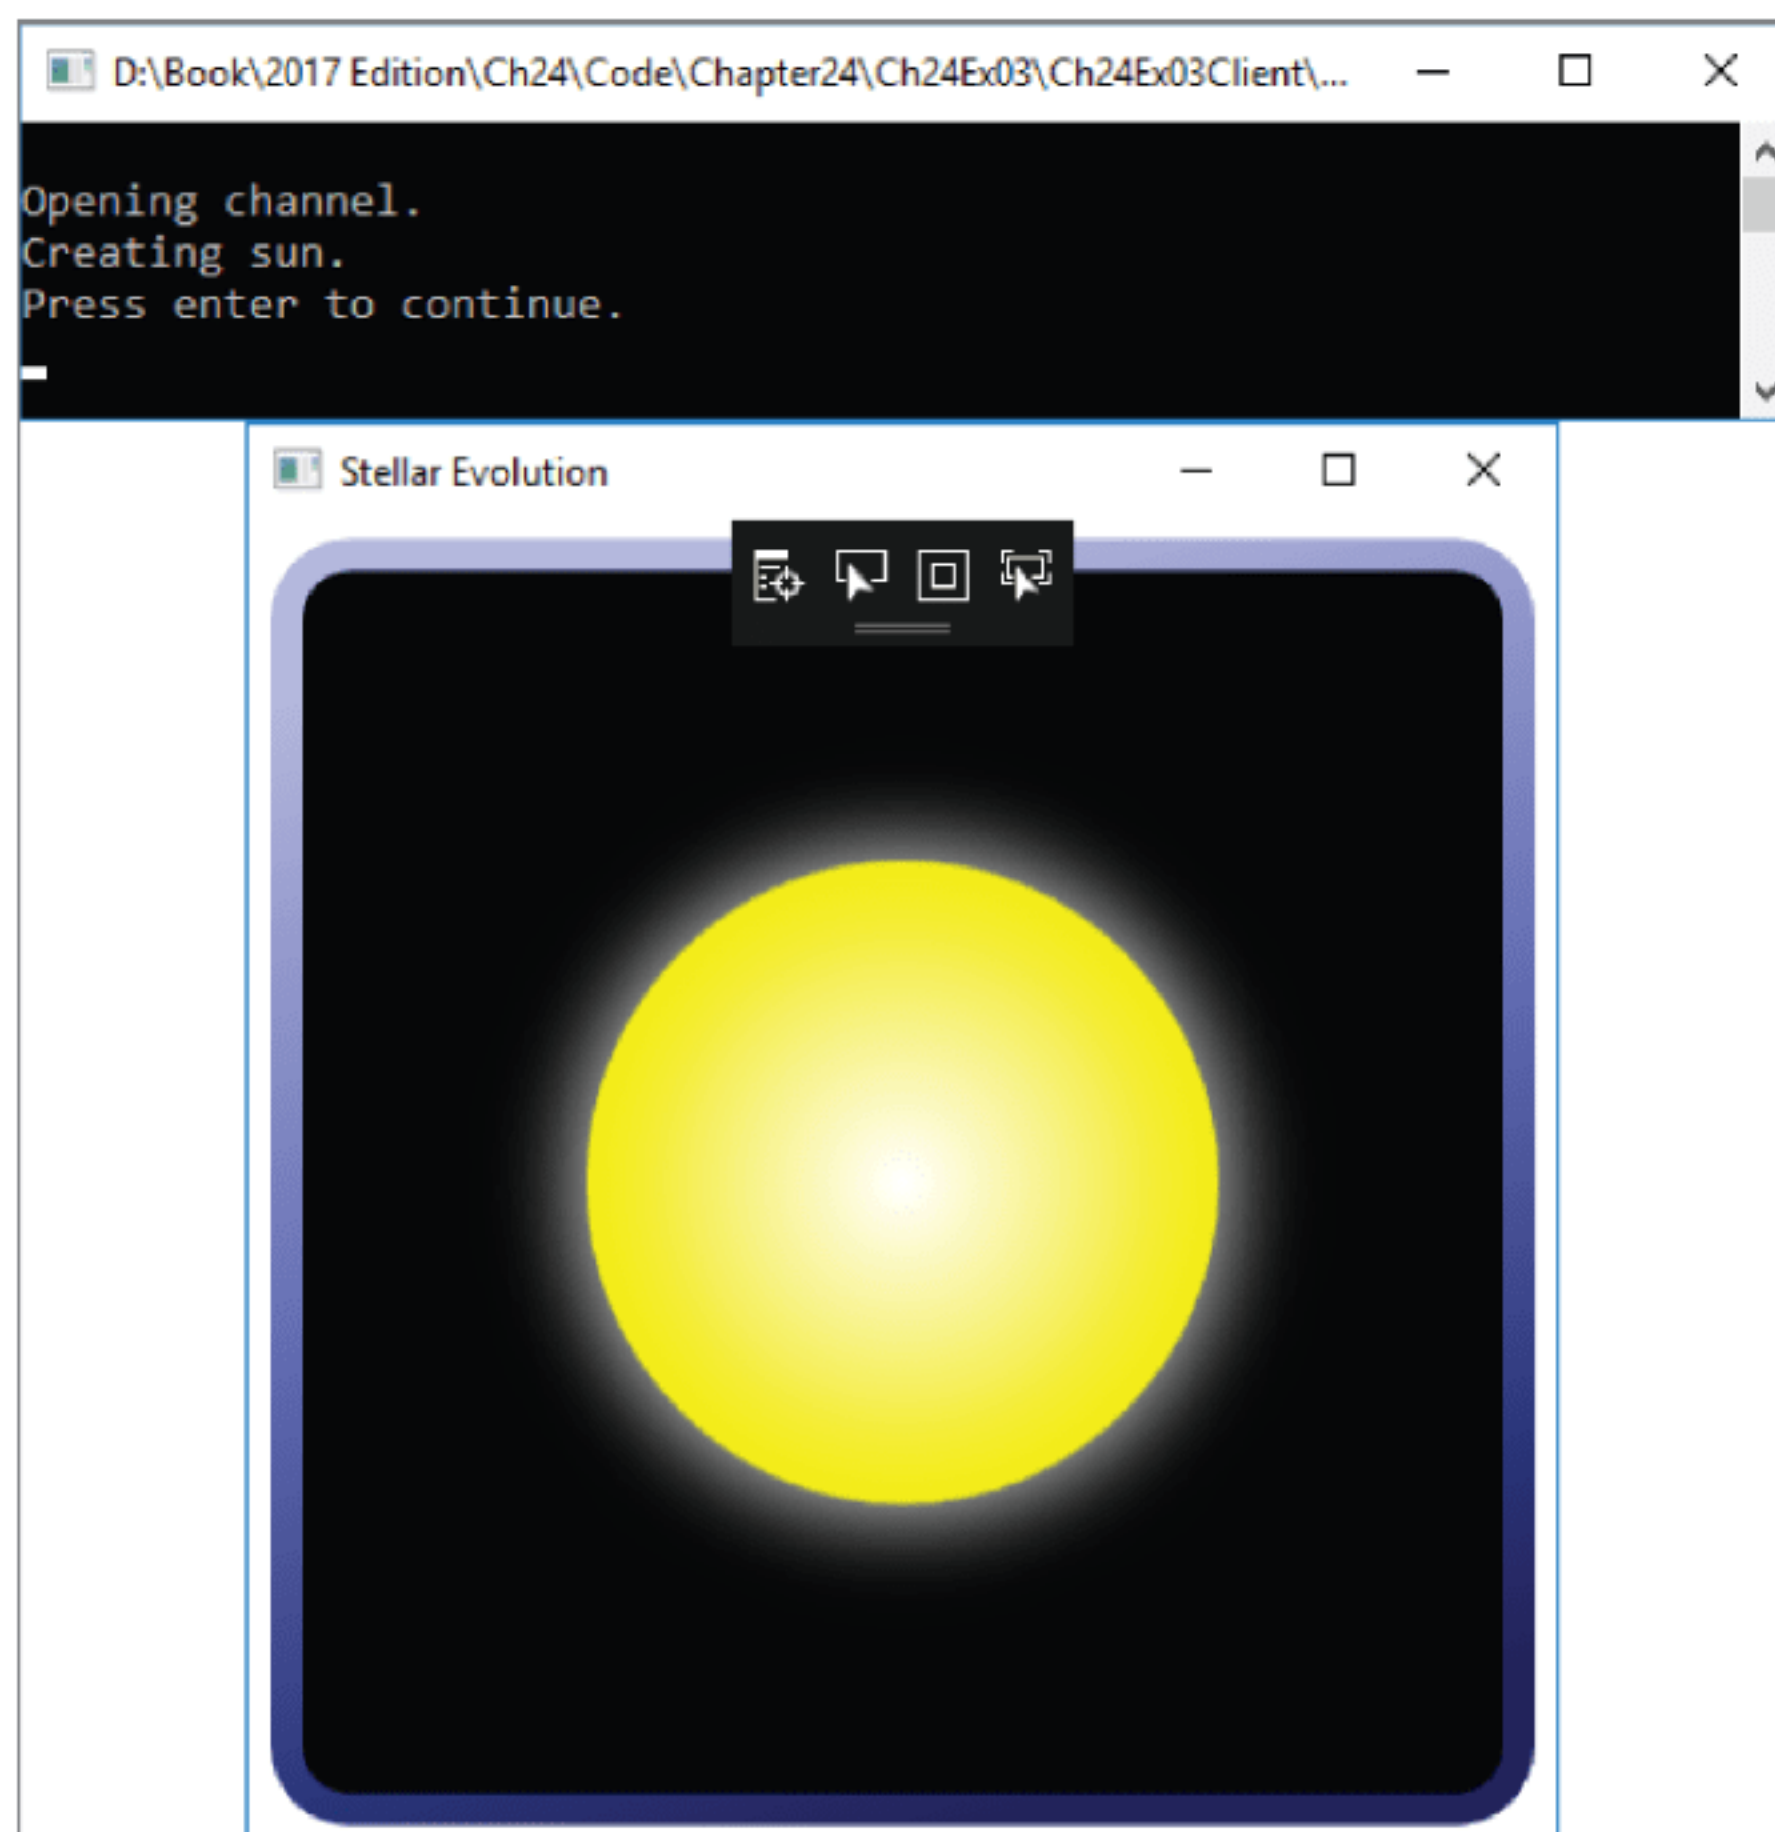 D:\Book\2017 Edition\Ch24\Code\Chapter24\Ch24Ex03\Ch24Ex03Client\...
Opening channel.
Creating sun.
Press enter to continue.
Stellar Evolution